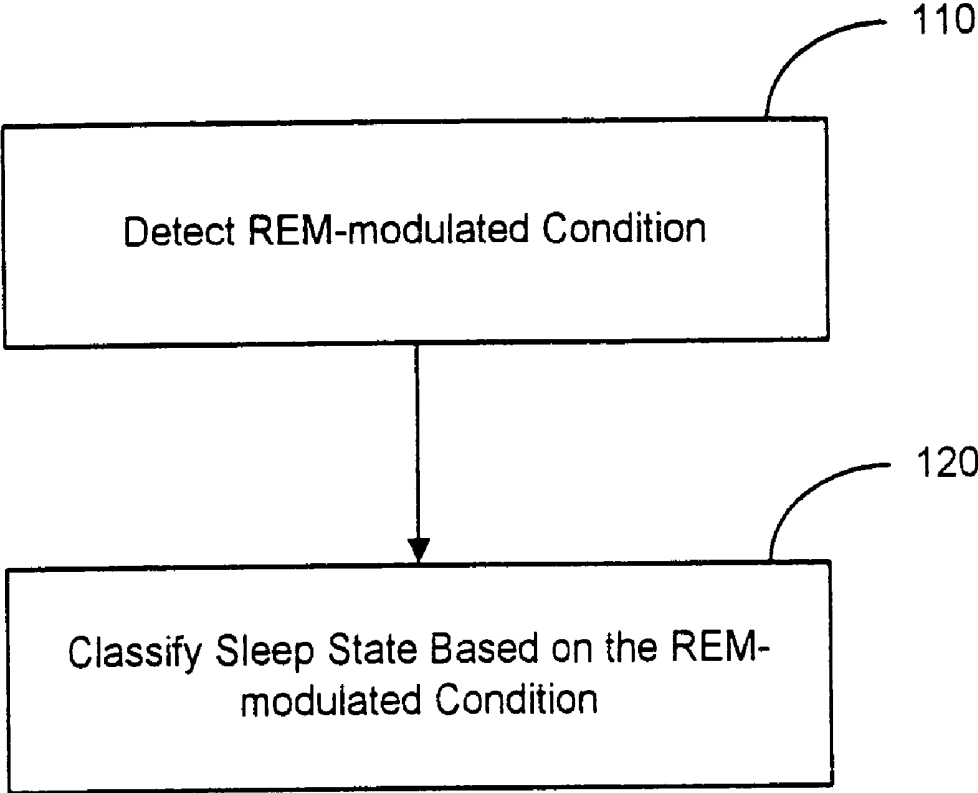 110
Detect REM-modulated Condition
120
Classify Sleep State Based on the REM-
modulated Condition